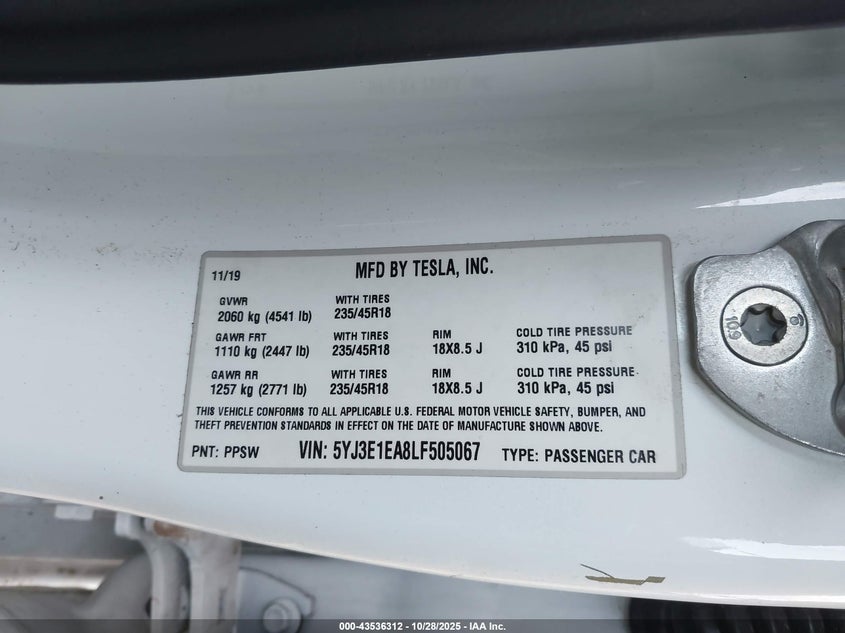 11/19 MFD BY TESLA, INC.
GVWR WITH TIRES
2060 kg (4541 lb) 235/45R18
GAWR FRT WITH TIRES RIM COLD TIRE PRESSURE
1110 kg (2447 lb) 235/45R18 18X8.5 J 310 kPa, 45 psi
GAWR RR WITH TIRES RIM COLD TIRE PRESSURE
1257 kg (2771 lb) 235/45R18 18X8.5 J 310 kPa, 45 psi
THIS VEHICLE CONFORMS TO ALL APPLICABLE U.S. FEDERAL MOTOR VEHICLE SAFETY, BUMPER, AND
THEFT PREVENTION STANDARDS IN EFFECT ON THE DATE OF MANUFACTURE SHOWN ABOVE.
PNT: PPSW VIN: 5YJ3E1EA8LF505067 TYPE: PASSENGER CAR
109
000-43536312 - 10/28/2025 - IAA Inc.